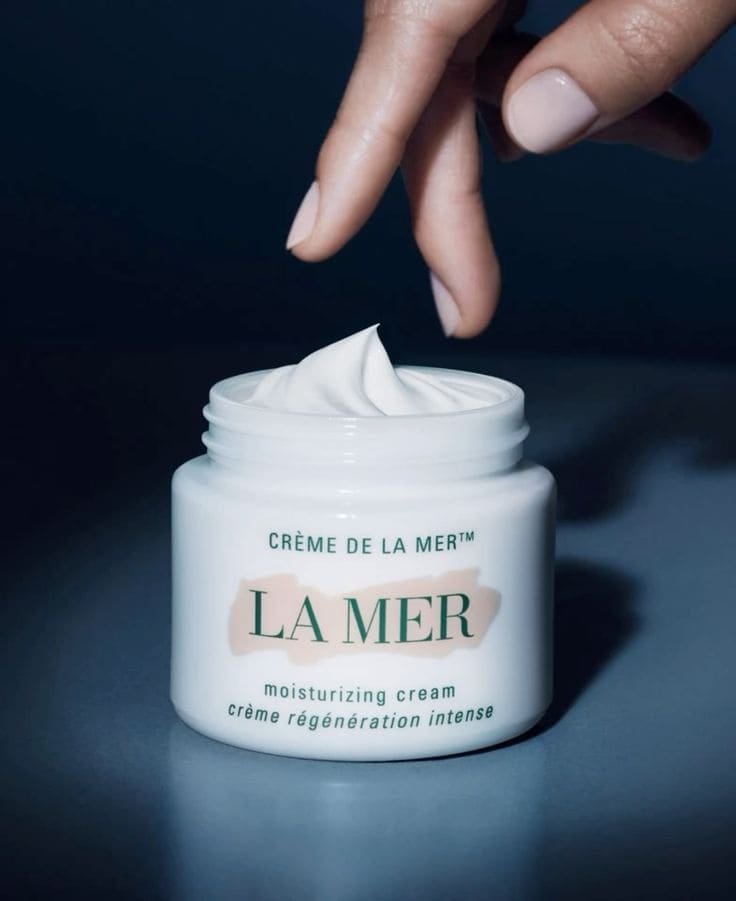 CRÈME DE LA MER™
LA MER
moisturizing cream
crème régénération intense